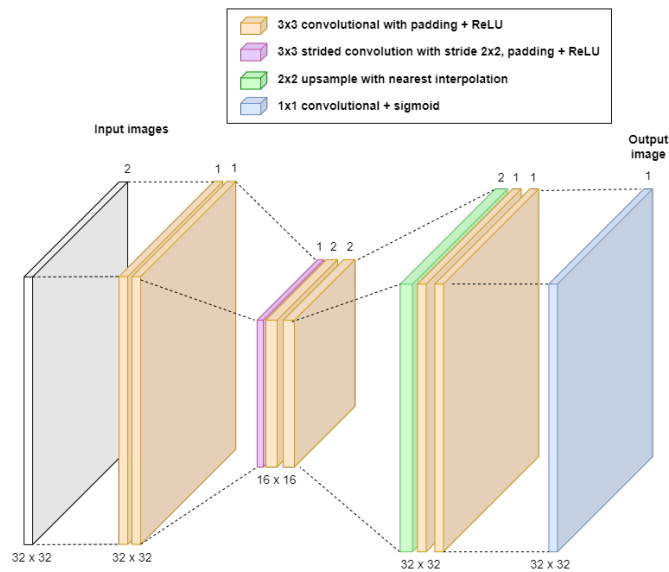 3x3 convolutional with padding + ReLU
3x3 strided convolution with stride 2x2, padding + ReLU
2x2 upsample with nearest interpolation
1x1 convolutional + sigmoid
Input images
Output
image
2
1 1
1 2 2
2 1 1
1
32 x 32
32 x 32
16 x 16
32 x 32
32 x 32